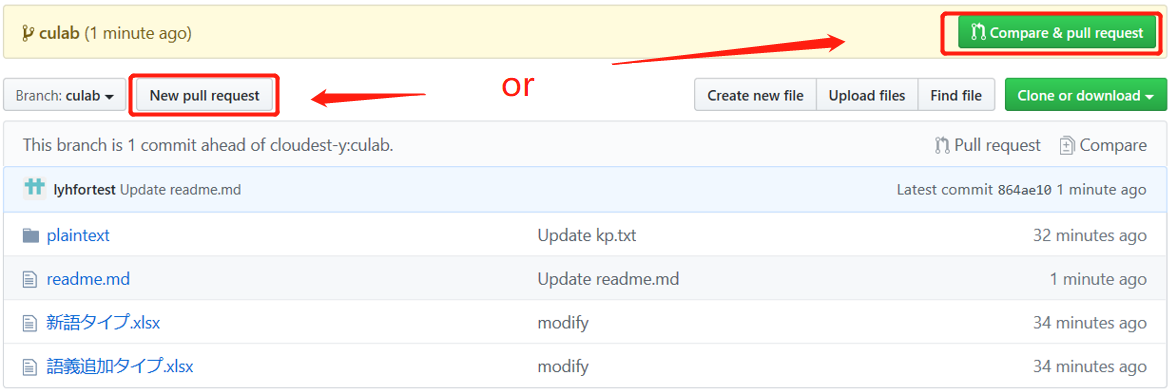 culab (1 minute ago) Compare & pull request
or
Branch: culab New pull request Create new file Upload files Find file Clone or download
This branch is 1 commit ahead of cloudest-y:culab. Pull request Compare
lyhfortest Update readme.md Latest commit 864ae10 1 minute ago
plaintext Update kp.txt 32 minutes ago
readme.md Update readme.md 1 minute ago
新語タイプ.xlsx modify 34 minutes ago
語義追加タイプ.xlsx modify 34 minutes ago